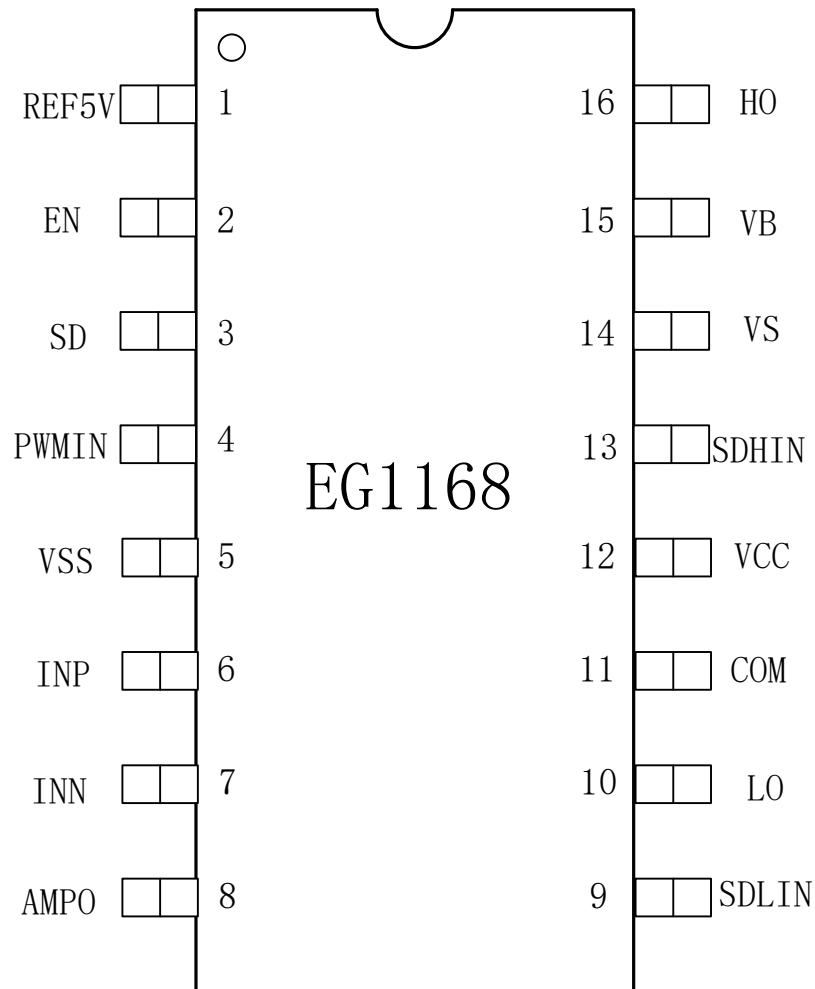 REF5V 1 16 HO
EN 2 15 VB
SD 3 14 VS
PWMIN 4 13 SDHIN
EG1168
VSS 5 12 VCC
INP 6 11 COM
INN 7 10 LO
AMPO 8 9 SDLIN